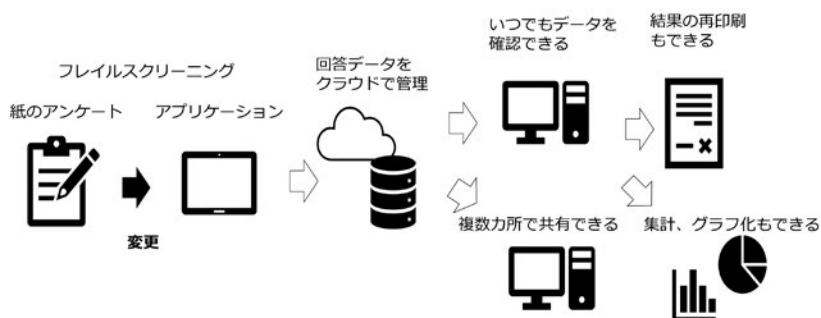 フレイルスクリーニング
紙のアンケート
アプリケーション
変更
回答データを
クラウドで管理
いつでもデータを
確認できる
結果の再印刷
もできる
複数カ所で共有できる
集計、グラフ化もできる